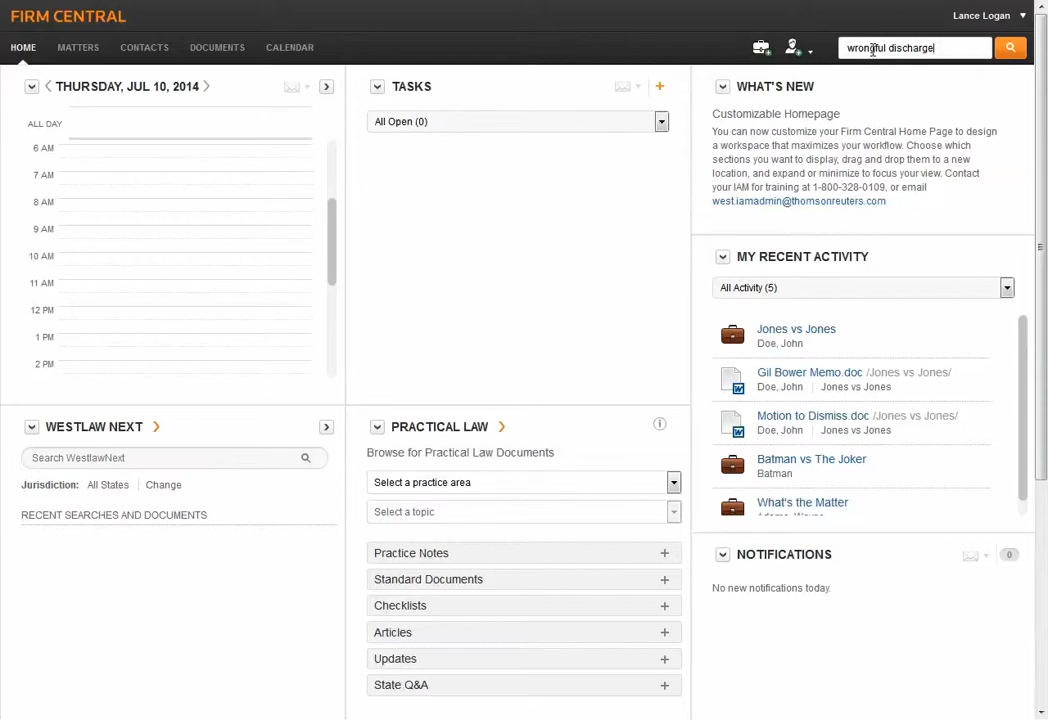 FIRM CENTRAL
Lance Logan
HOME MATTERS CONTACTS DOCUMENTS CALENDAR
wrongful discharge
THURSDAY, JUL 10, 2014
ALL DAY
6 AM
7 AM
8 AM
9 AM
10 AM
11 AM
12 PM
1 PM
2 PM
TASKS
All Open (0)
WHAT'S NEW
Customizable Homepage
You can now customize your Firm Central Home Page to design
a workspace that maximizes your workflow. Choose which
sections you want to display, drag and drop them to a new
location, and expand or minimize to focus your view. Contact
your IAM for training at 1-800-328-0109, or email
west.iamadmin@thomsonreuters.com
MY RECENT ACTIVITY
All Activity (5)
Jones vs Jones
Doe, John
Gil Bower Memo.doc /Jones vs Jones/
Doe, John Jones vs Jones
Motion to Dismiss.doc /Jones vs Jones/
Doe, John Jones vs Jones
Batman vs The Joker
Batman
What's the Matter
WESTLAW NEXT
Search WestlawNext
Jurisdiction: All States Change
RECENT SEARCHES AND DOCUMENTS
PRACTICAL LAW
Browse for Practical Law Documents
Select a practice area
Select a topic
Practice Notes
Standard Documents
Checklists
Articles
Updates
State Q&A
NOTIFICATIONS
0
No new notifications today.